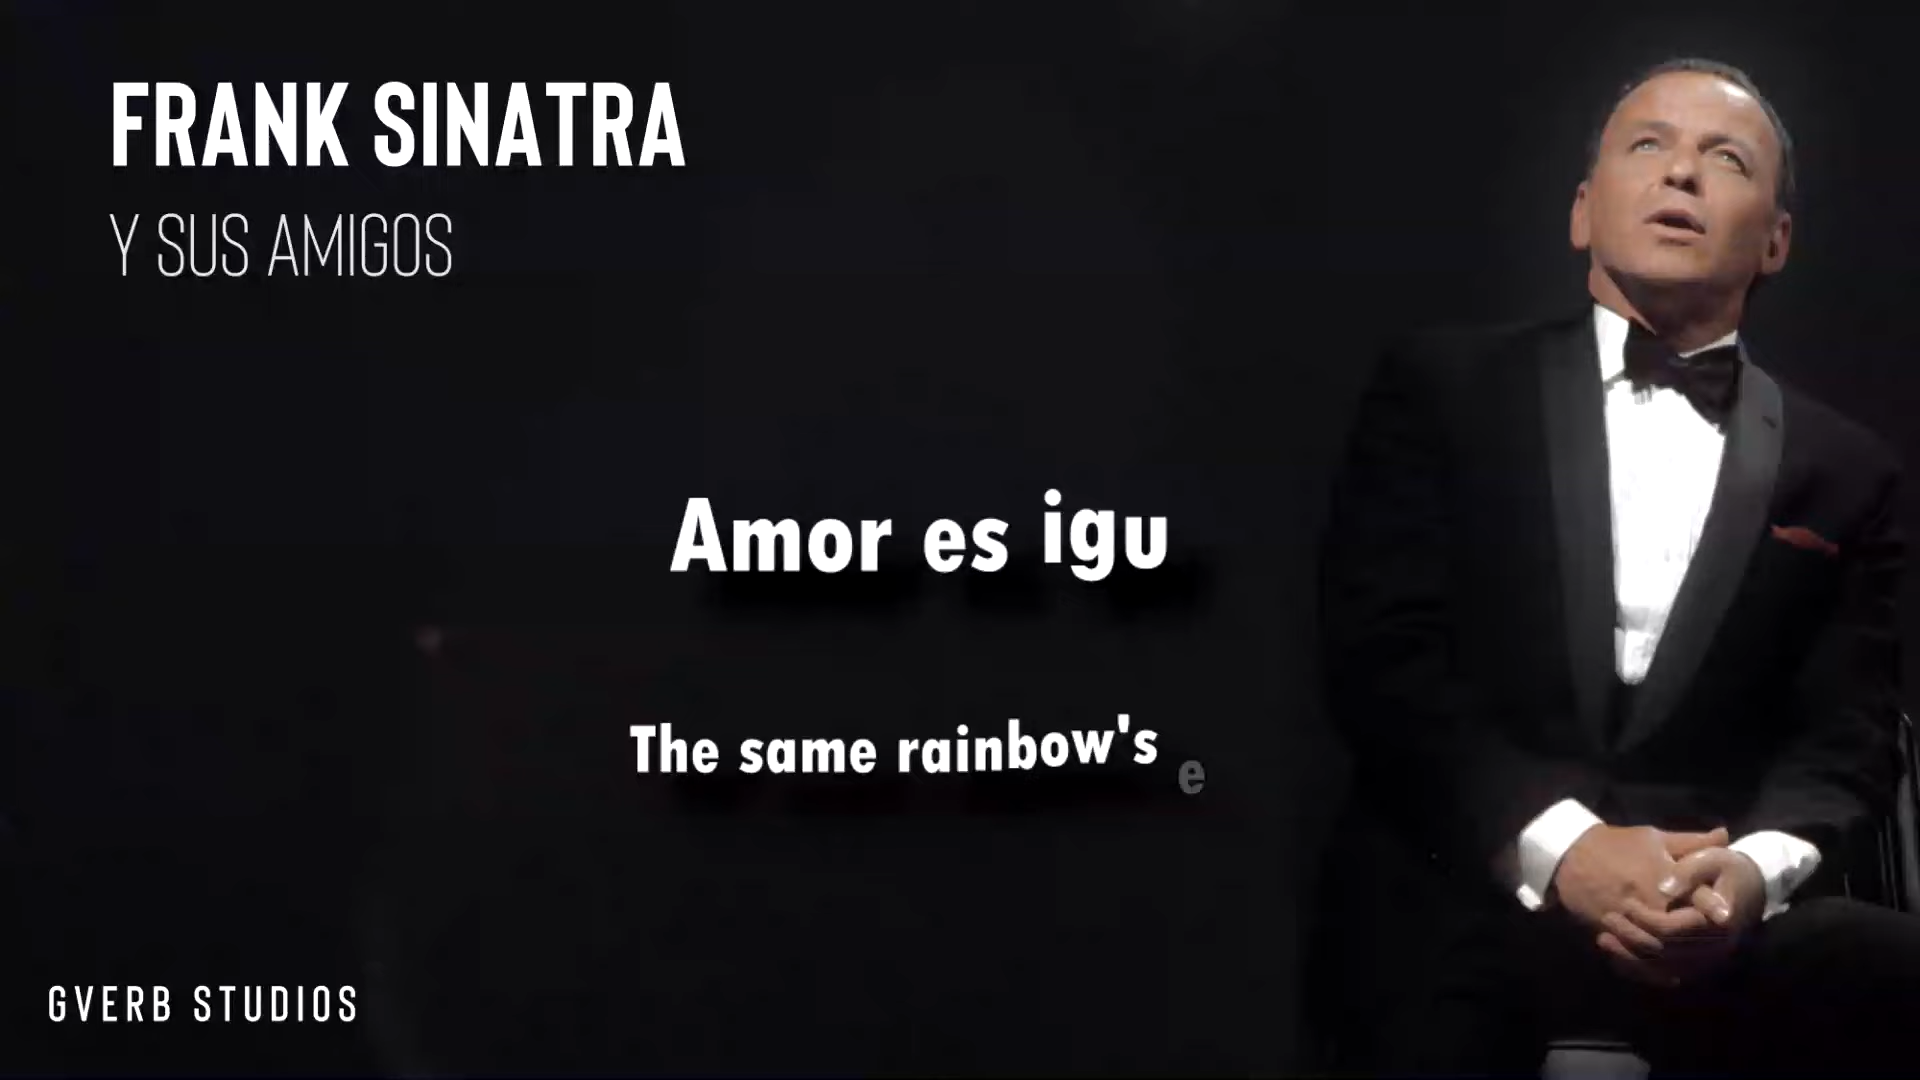 FRANK SINATRA
Y SUS AMIGOS
Amor es igu
The same rainbow's e
GVERB STUDIOS